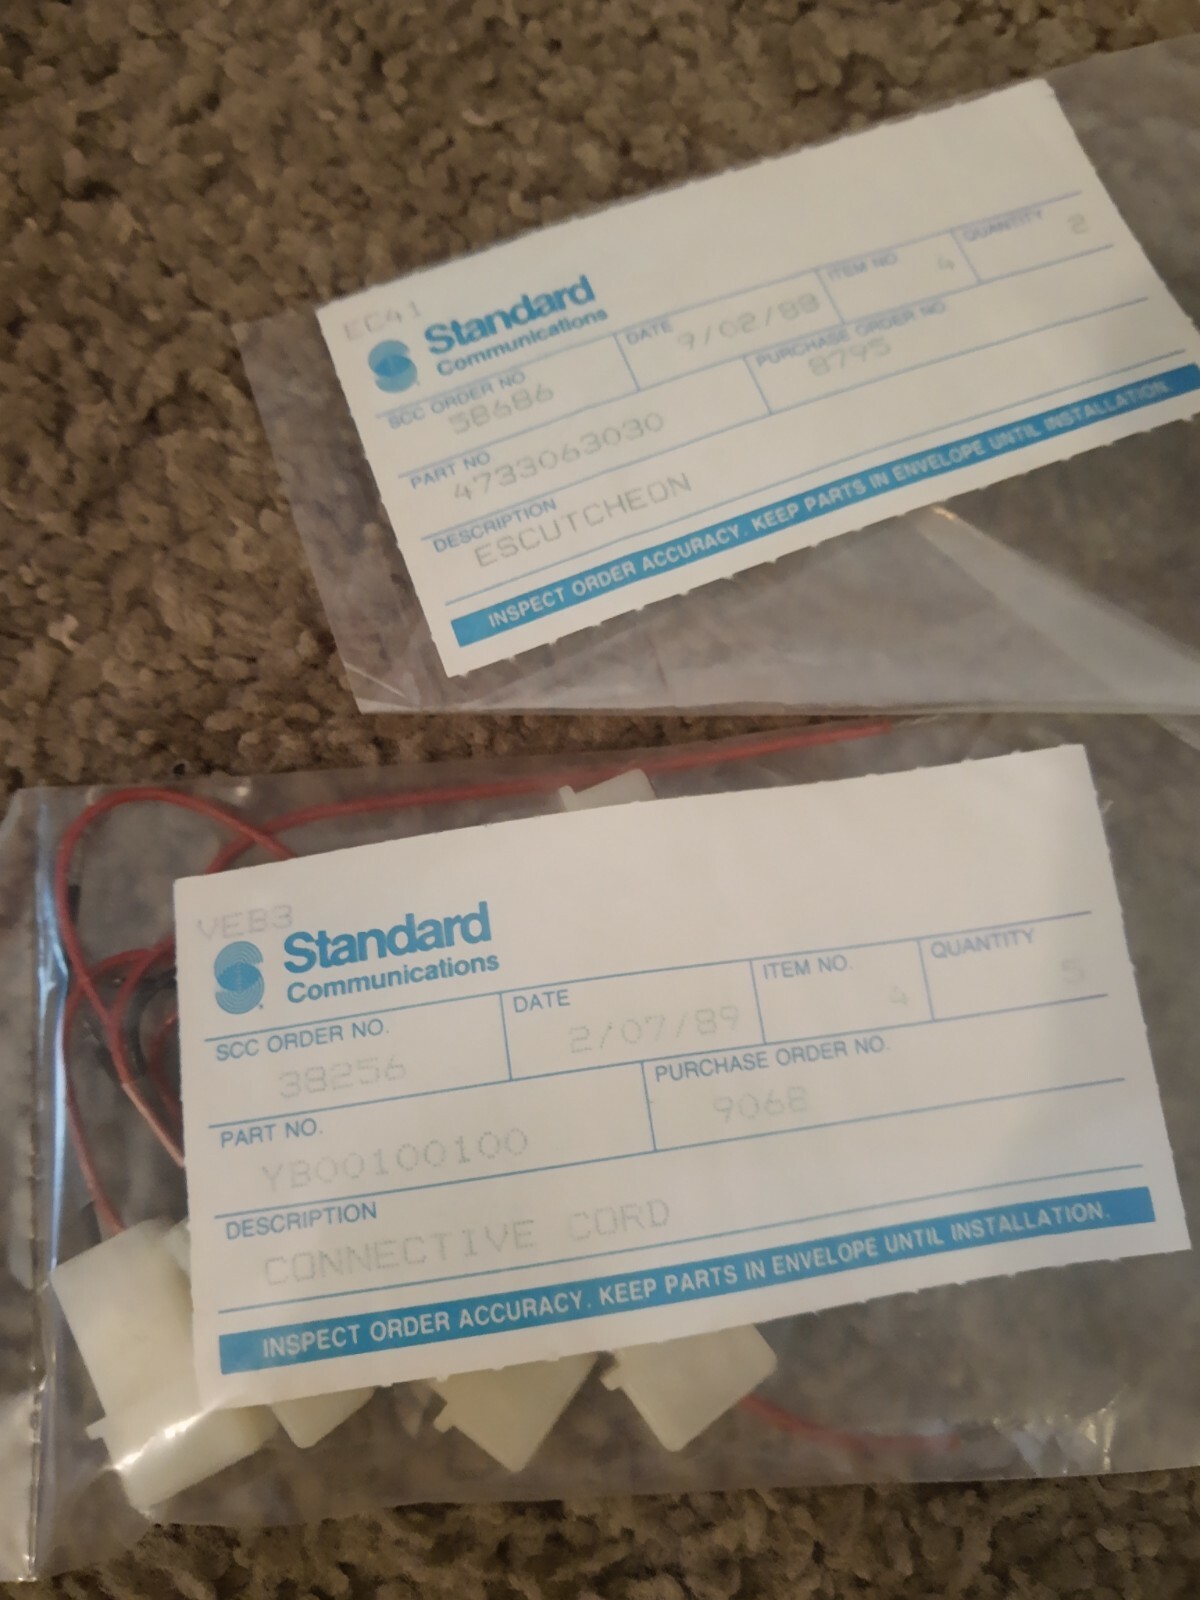 EC41
Standard
Communications
SCC ORDER NO
58686
DATE
9/02/88
ITEM NO
4
QUANTITY
2
PART NO
4733063030
PURCHASE ORDER NO.
8795
DESCRIPTION
ESCUTCHEON
INSPECT ORDER ACCURACY. KEEP PARTS IN ENVELOPE UNTIL INSTALLATION.
VEB3
Standard
Communications
SCC ORDER NO.
38256
DATE
2/07/89
ITEM NO.
4
QUANTITY
5
PART NO.
YB00100100
PURCHASE ORDER NO.
9068
DESCRIPTION
CONNECTIVE CORD
INSPECT ORDER ACCURACY. KEEP PARTS IN ENVELOPE UNTIL INSTALLATION.